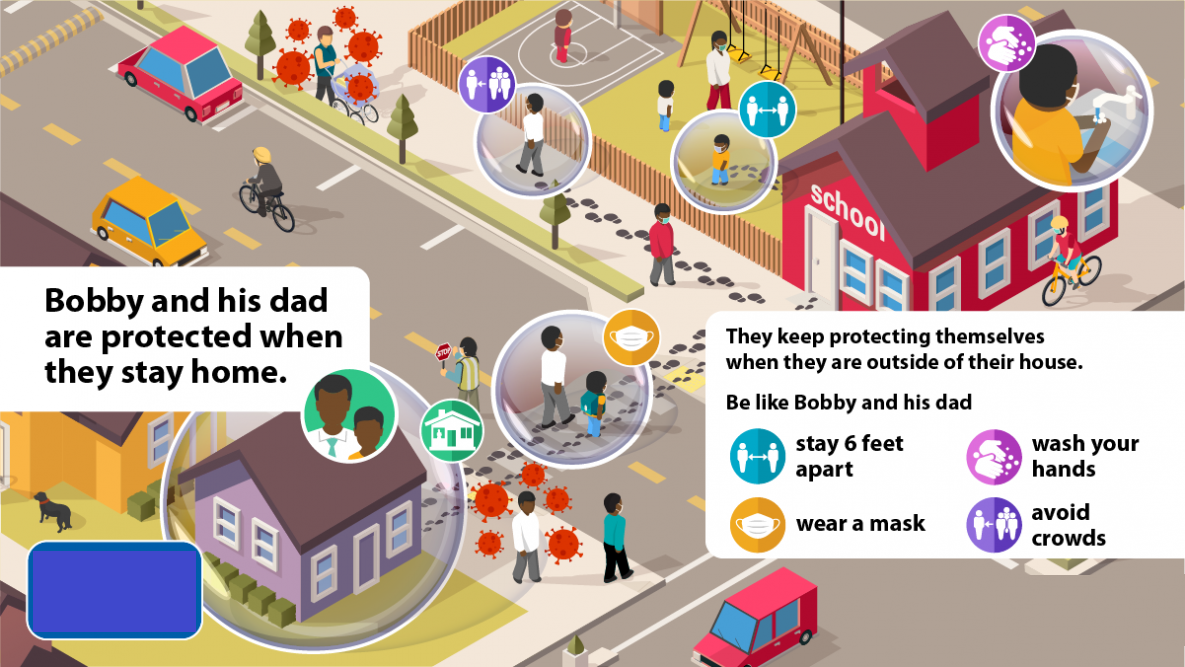 school
Bobby and his dad
are protected when
they stay home.
STOP
They keep protecting themselves
when they are outside of their house.
Be like Bobby and his dad
stay 6 feet
apart
wash your
hands
wear a mask
avoid
crowds